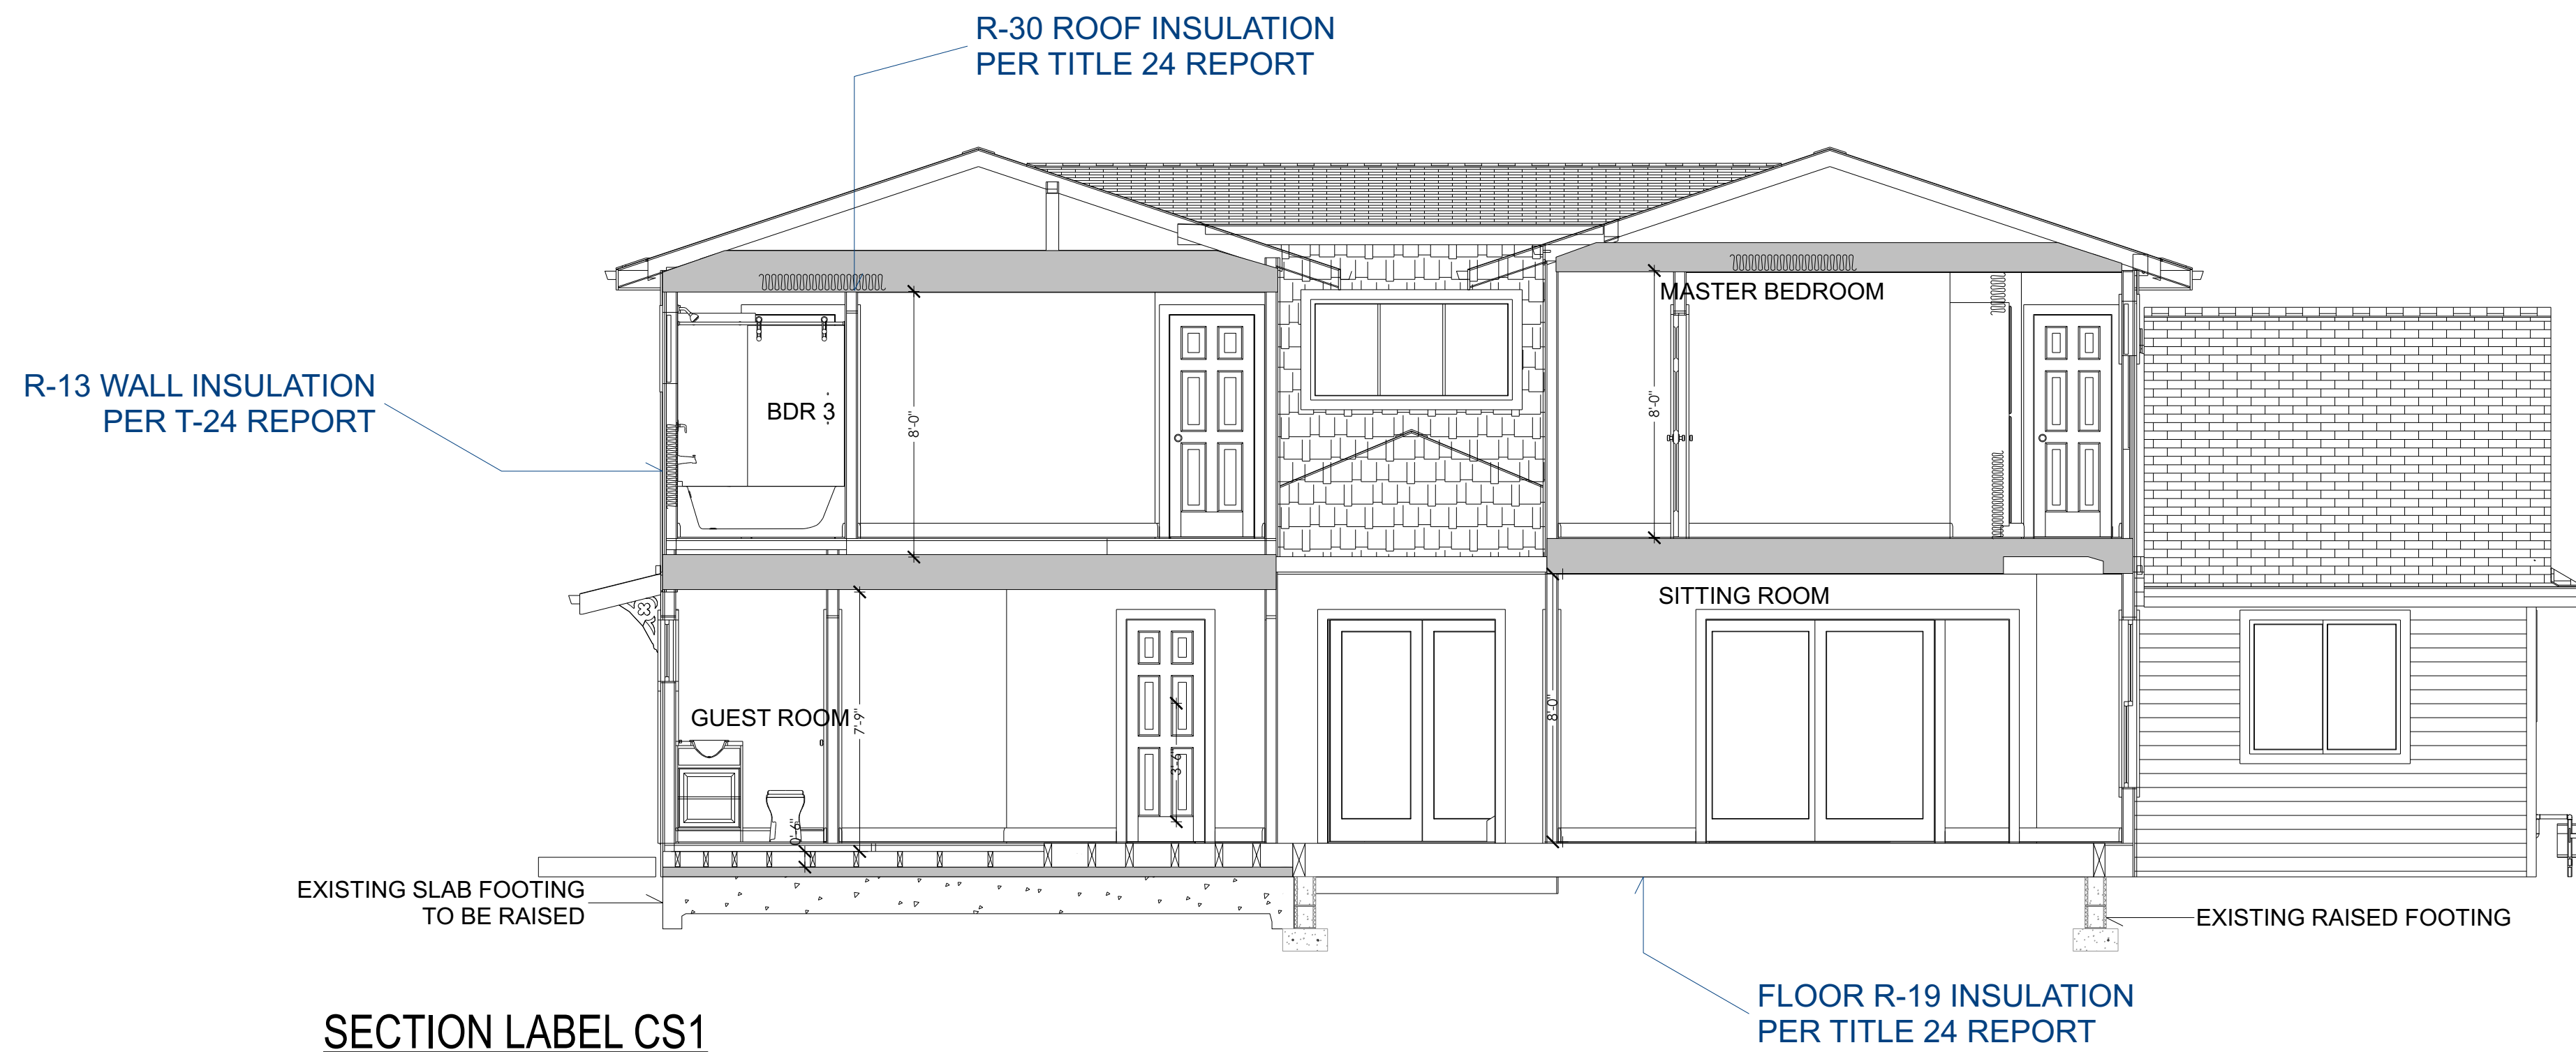 R-30 ROOF INSULATION
PER TITLE 24 REPORT
MASTER BEDROOM
R-13 WALL INSULATION
PER T-24 REPORT
BDR 3
8'-0"
8'-0"
SITTING ROOM
GUEST ROOM
7'-9"
8'-0"
3'-6"
0'-6"
EXISTING SLAB FOOTING
TO BE RAISED
EXISTING RAISED FOOTING
FLOOR R-19 INSULATION
PER TITLE 24 REPORT
SECTION LABEL CS1